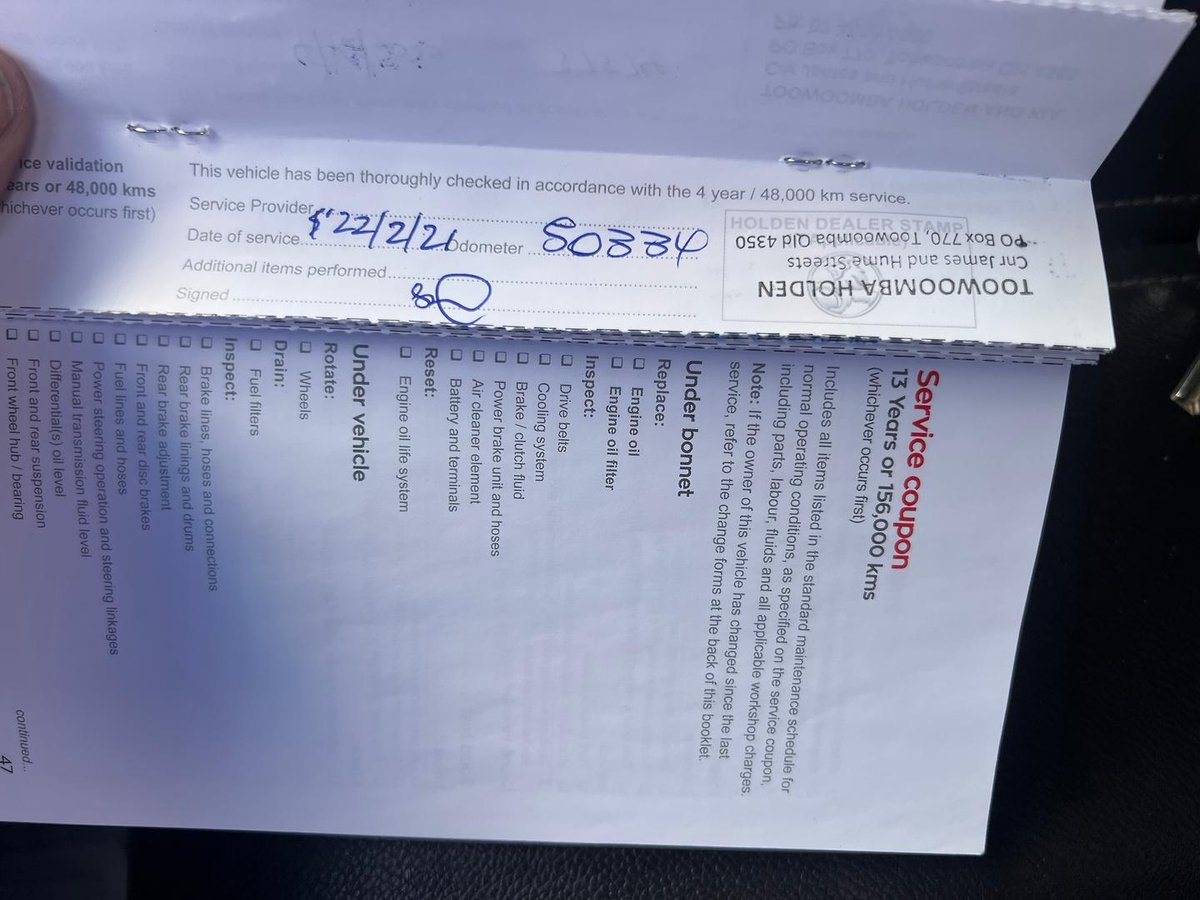 ice validation
ears or 48,000 kms
hichever occurs first)
This vehicle has been thoroughly checked in accordance with the 4 year / 48,000 km service.
Service Provider
Date of service 22/2/21 Odometer 80334
Additional items performed
Signed
HOLDEN DEALER STAMP
TOOWOOMBA HOLDEN
Cnr James and Hume Streets
PO Box 770, Toowoomba Qld 4350
Service coupon
13 Years or 156,000 kms
(whichever occurs first)
Includes all items listed in the standard maintenance schedule for
normal operating conditions, as specified on the service coupon,
including parts, labour, fluids and all applicable workshop charges.
Note: If the owner of this vehicle has changed since the last
service, refer to the change forms at the back of this booklet.
Under bonnet
Replace:
Engine oil
Engine oil filter
Inspect:
Drive belts
Cooling system
Brake / clutch fluid
Power brake unit and hoses
Air cleaner element
Battery and terminals
Reset:
Engine oil life system
Under vehicle
Rotate:
Wheels
Drain:
Fuel filters
Inspect:
Brake lines, hoses and connections
Rear brake linings and drums
Rear brake adjustment
Front and rear disc brakes
Fuel lines and hoses
Power steering operation and steering linkages
Manual transmission fluid level
Differential(s) oil level
Front and rear suspension
Front wheel hub / bearing
continued...
47